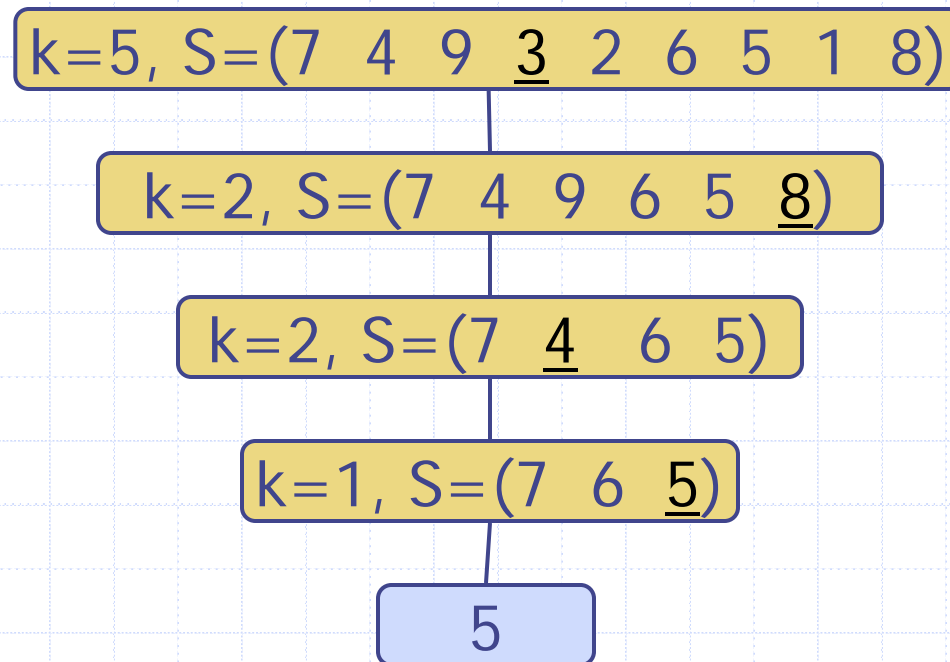 k=5, S=(7 4 9 3 2 6 5 1 8)
k=2, S=(7 4 9 6 5 8)
k=2, S=(7 4 6 5)
k=1, S=(7 6 5)
5